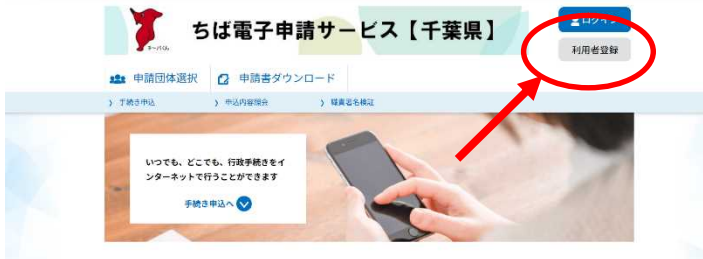 ちば電子申請サービス【千葉県】
ログイン
利用者登録
申請団体選択
申請書ダウンロード
手続き申込
申込内容照会
職責署名検証
いつでも、どこでも、行政手続きをイ
ンターネットで行うことができます
手続き申込へ